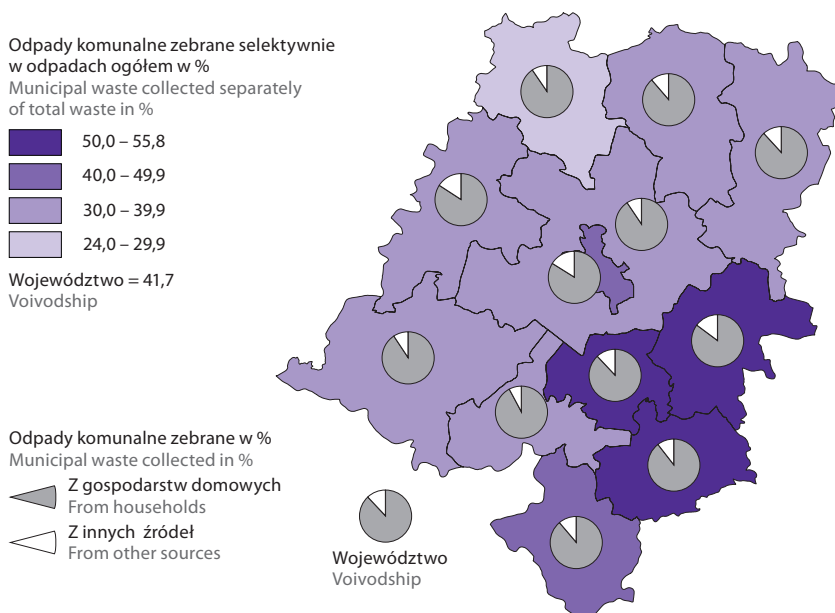 Odpady komunalne zebrane selektywnie
w odpadach ogółem w %
Municipal waste collected separately
of total waste in %
50,0 – 55,8
40,0 – 49,9
30,0 – 39,9
24,0 – 29,9
Województwo = 41,7
Voivodship
Odpady komunalne zebrane w %
Municipal waste collected in %
Z gospodarstw domowych
From households
Z innych źródeł
From other sources
Województwo
Voivodship